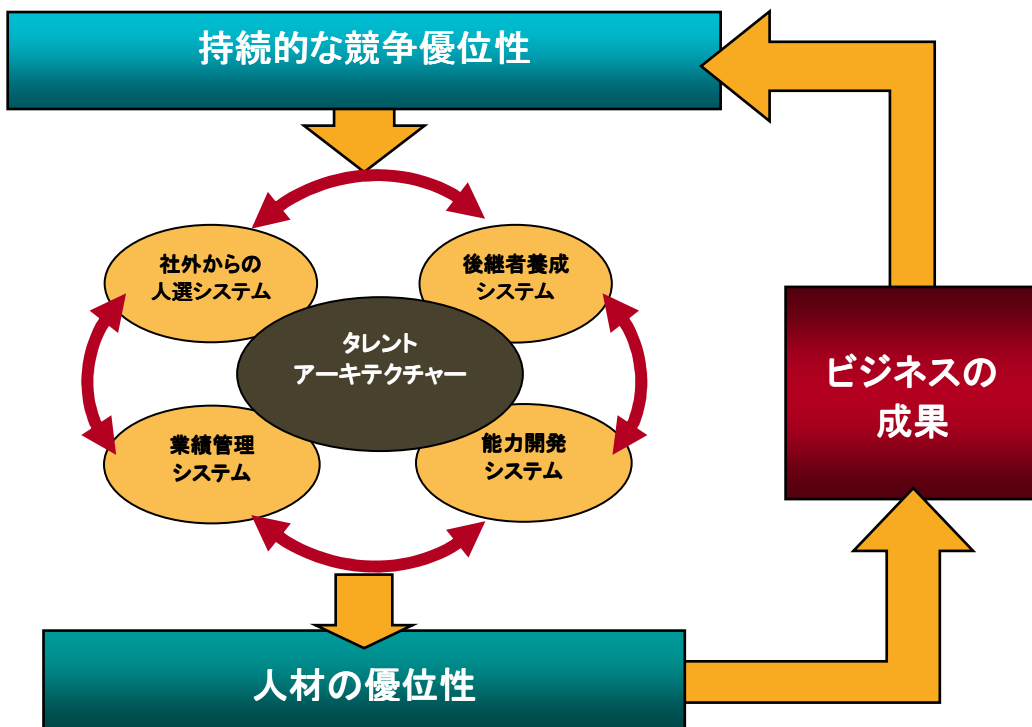 持続的な競争優位性
社外からの
人選システム
後継者養成
システム
タレント
アーキテクチャー
ビジネスの
成果
業績管理
システム
能力開発
システム
人材の優位性